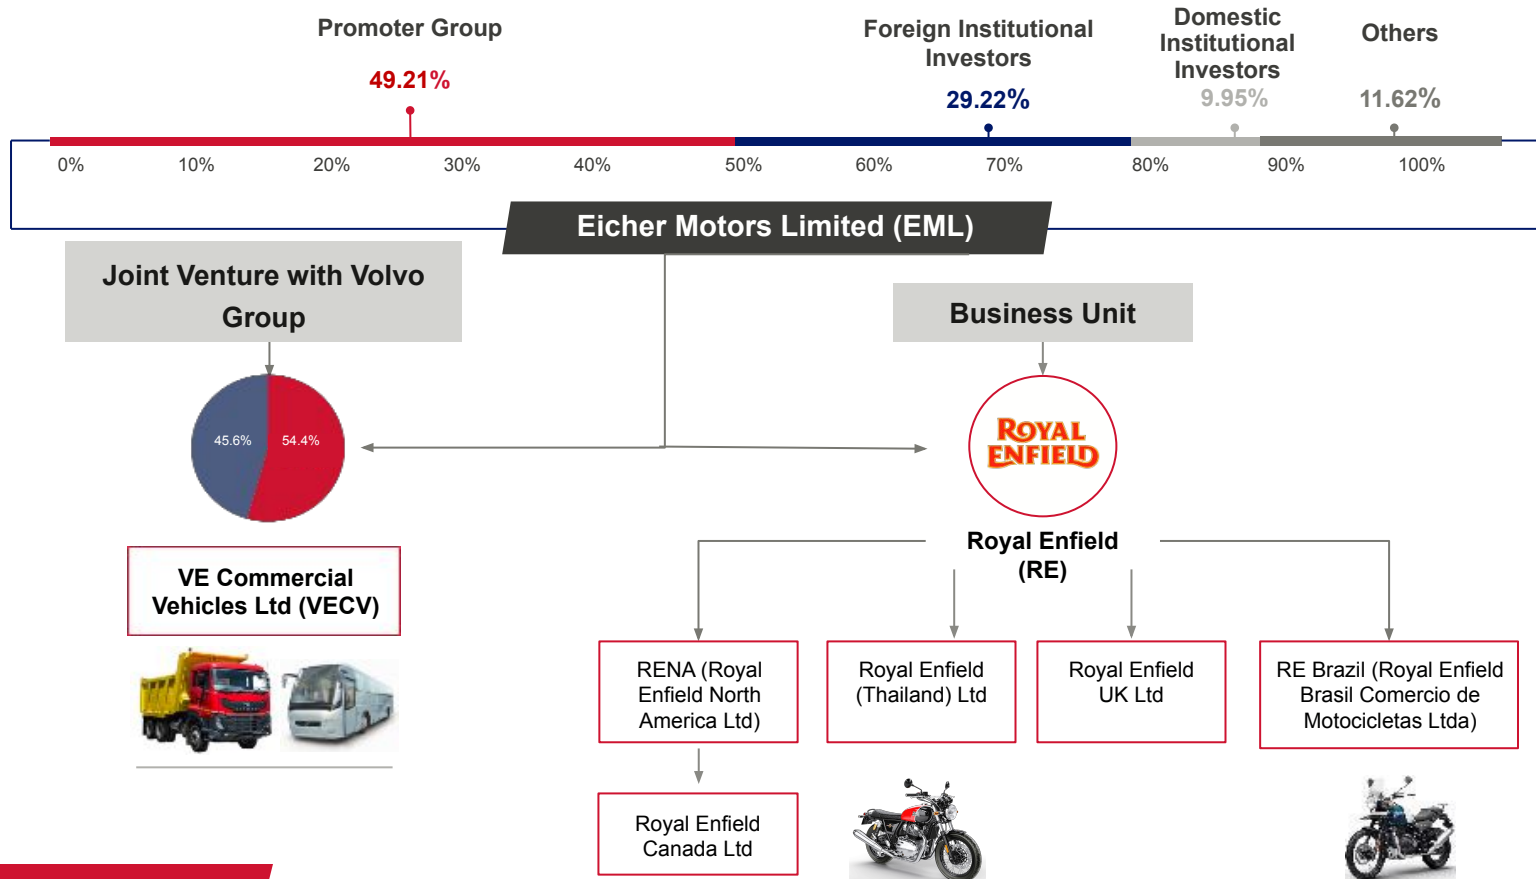 Promoter Group
49.21%
Foreign Institutional
Investors
29.22%
Domestic
Institutional
Investors
9.95%
Others
11.62%
0% 10% 20% 30% 40% 50% 60% 70% 80% 90% 100%
Eicher Motors Limited (EML)
Joint Venture with Volvo
Group
Business Unit
45.6% 54.4%
ROYAL
ENFIELD
VE Commercial
Vehicles Ltd (VECV)
Royal Enfield
(RE)
RENA (Royal
Enfield North
America Ltd)
Royal Enfield
(Thailand) Ltd
Royal Enfield
UK Ltd
RE Brazil (Royal Enfield
Brasil Comercio de
Motocicletas Ltda)
Royal Enfield
Canada Ltd